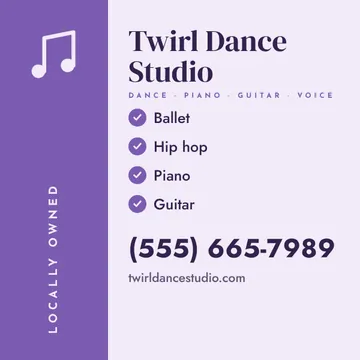 Twirl Dance
Studio
DANCE · PIANO · GUITAR · VOICE
Ballet
Hip hop
Piano
Guitar
(555) 665-7989
twirldancestudio.com
LOCALLY OWNED